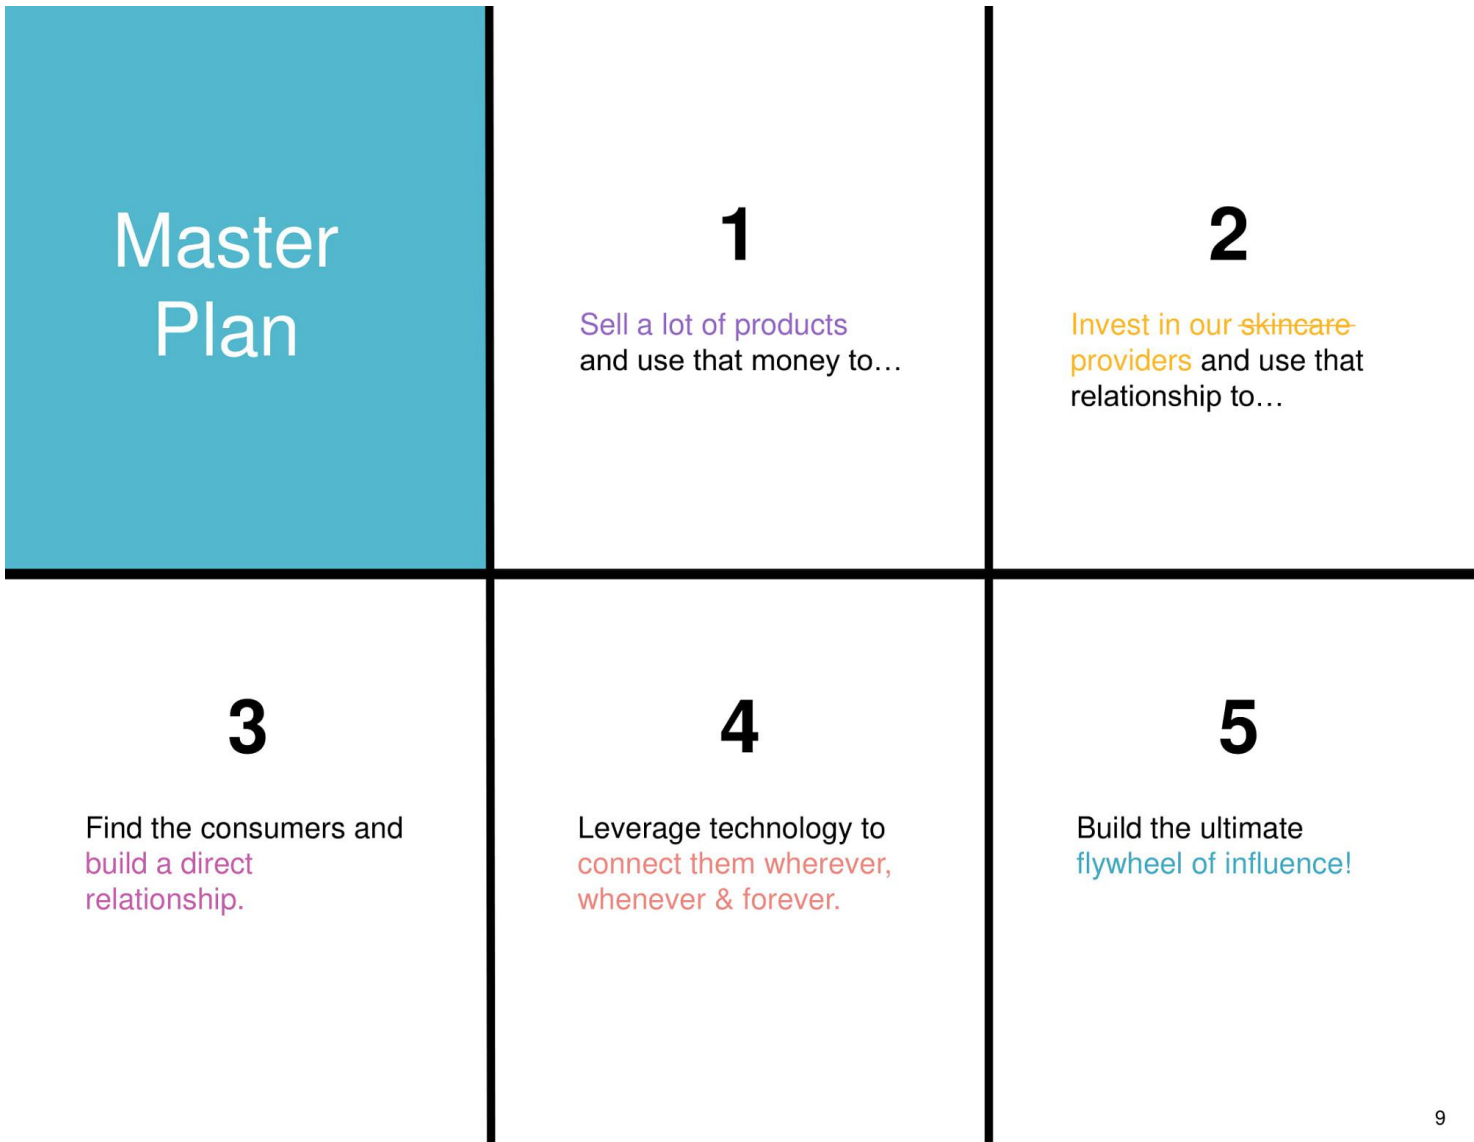 Master
Plan
1
Sell a lot of products
and use that money to…
2
Invest in our skincare
providers and use that
relationship to…
3
Find the consumers and
build a direct
relationship.
4
Leverage technology to
connect them wherever,
whenever & forever.
5
Build the ultimate
flywheel of influence!
9